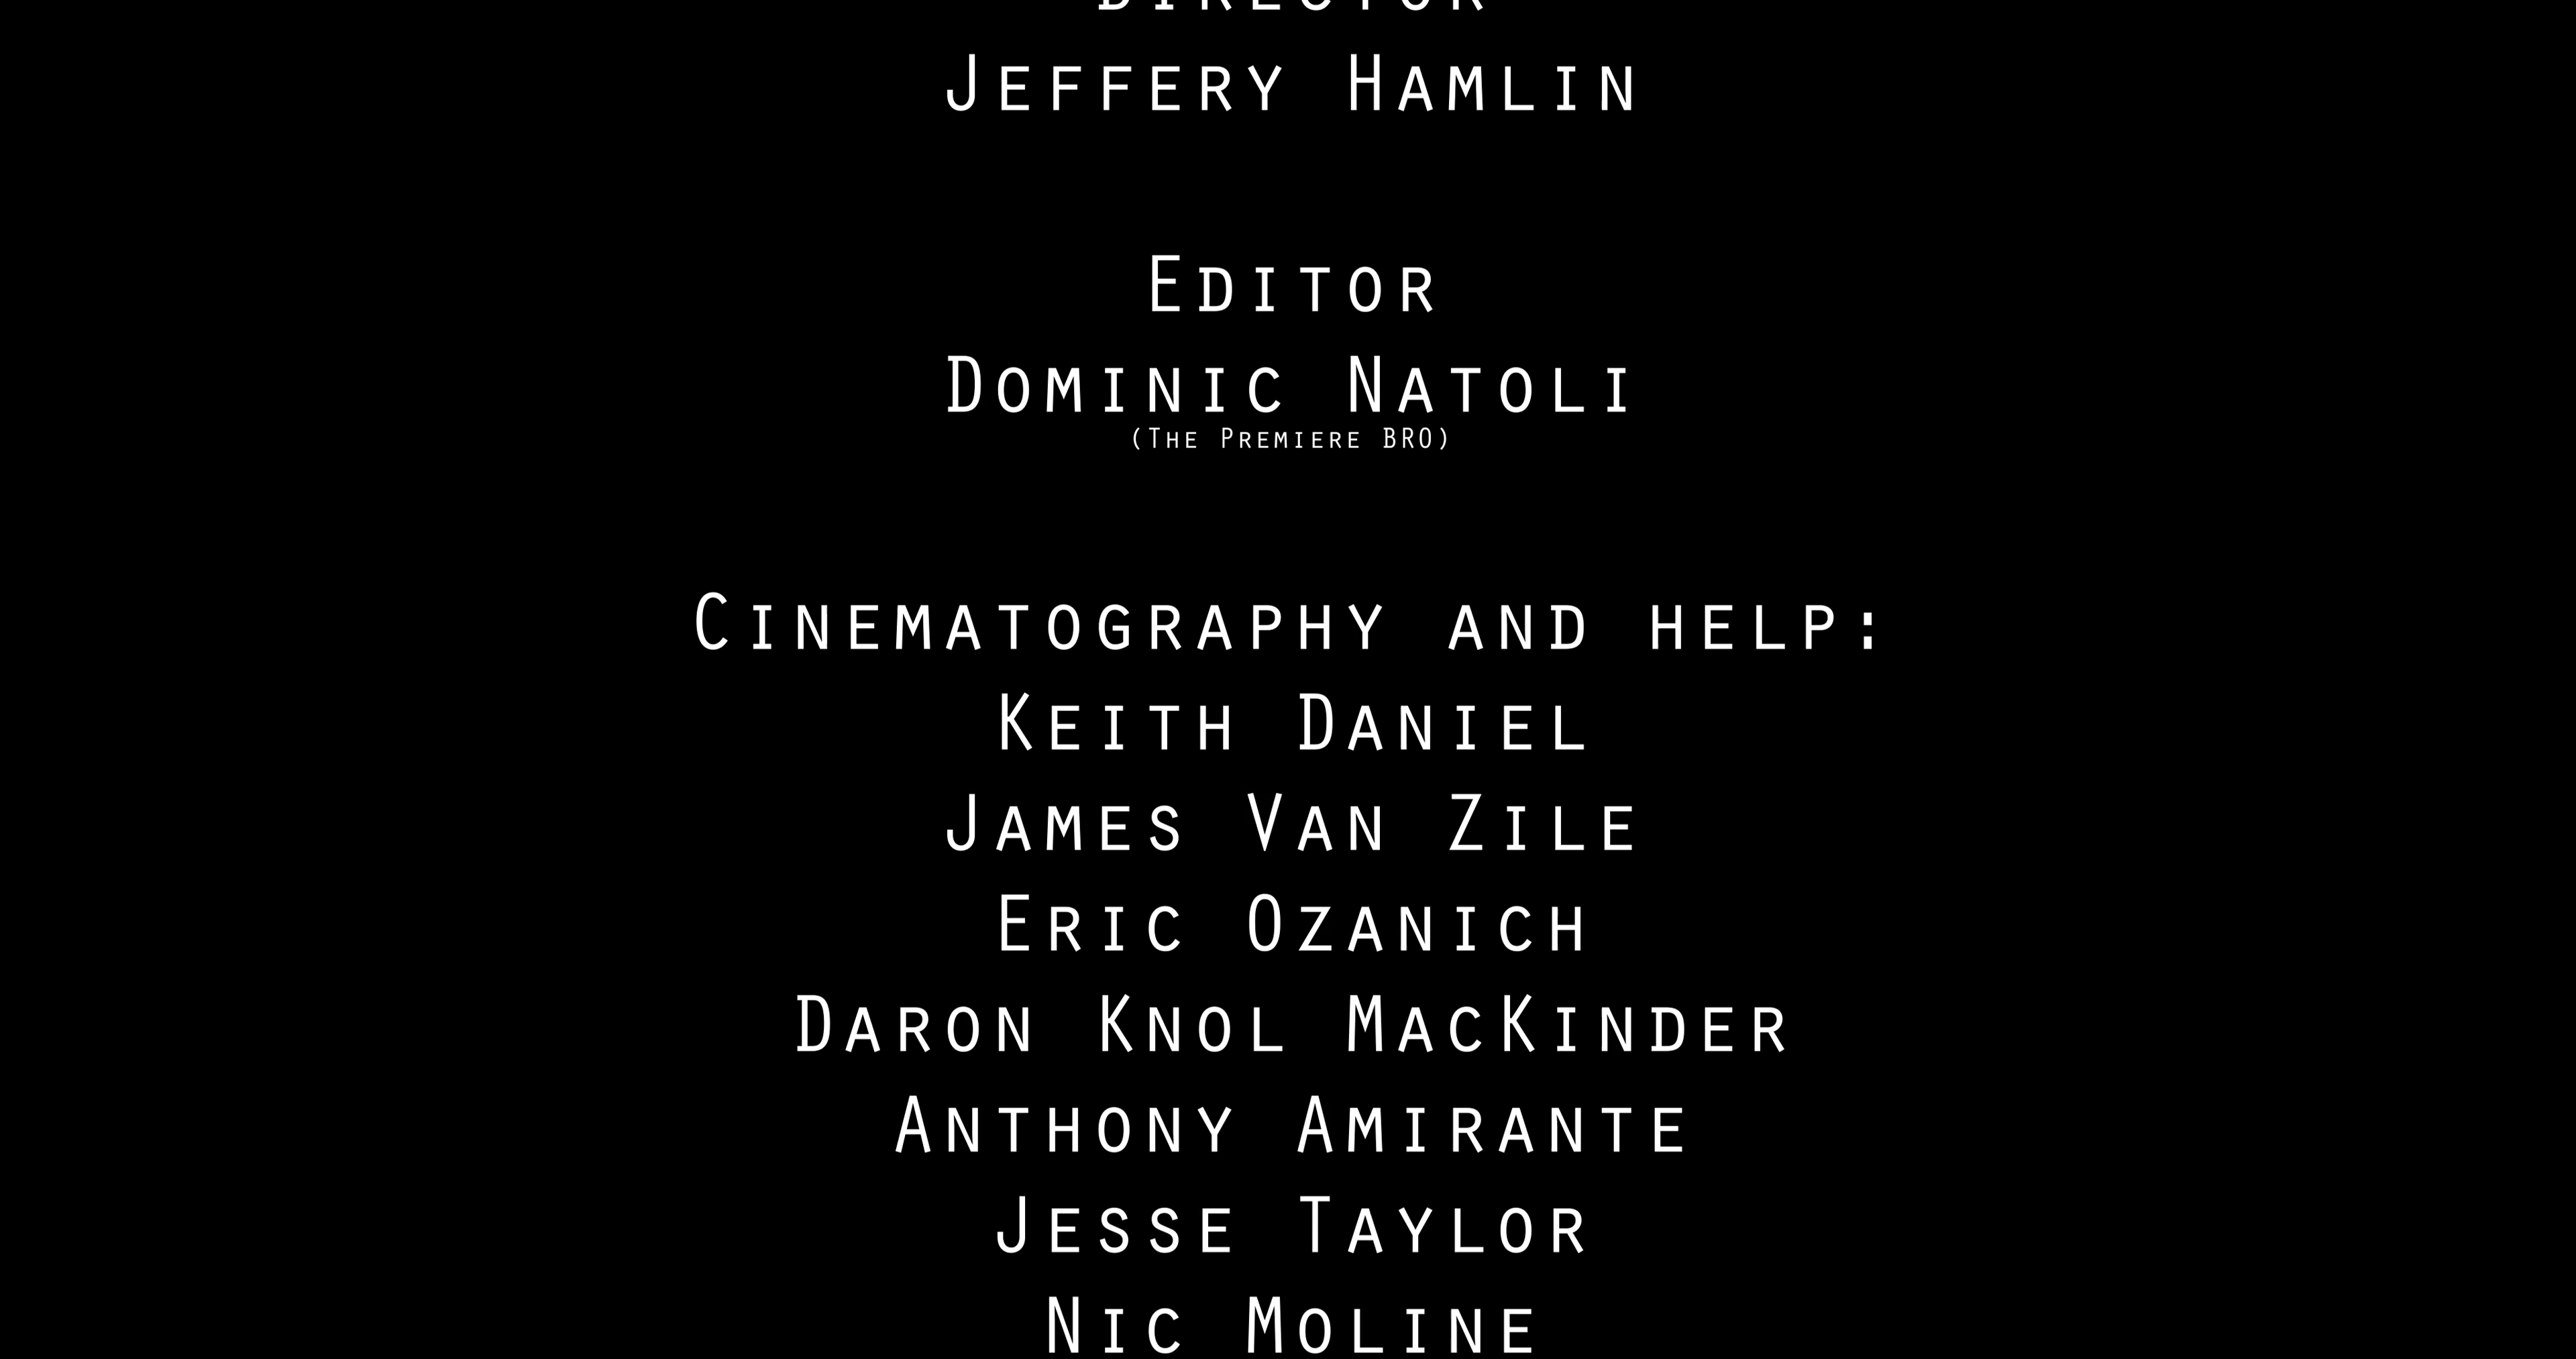 Director
Jeffery Hamlin
Editor
Dominic Natoli
(The Premiere BRO)
Cinematography and help:
Keith Daniel
James Van Zile
Eric Ozanich
Daron Knol MacKinder
Anthony Amirante
Jesse Taylor
Nic Moline